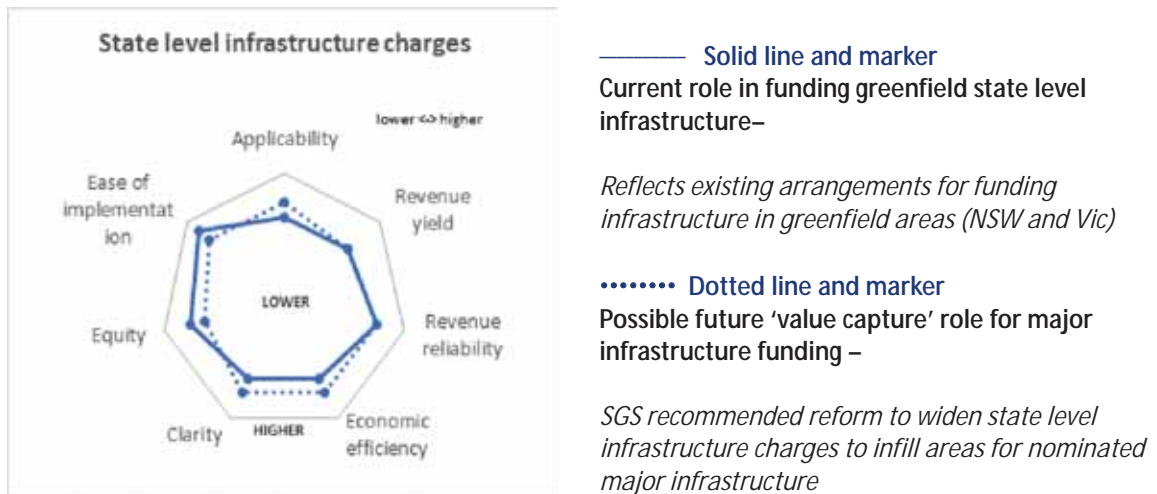 State level infrastructure charges
lower <=> higher
Applicability
Ease of
implementat
ion
Revenue
yield
LOWER
Equity
Revenue
reliability
Clarity
HIGHER
Economic
efficiency
Solid line and marker
Current role in funding greenfield state level
infrastructure–
Reflects existing arrangements for funding
infrastructure in greenfield areas (NSW and Vic)
Dotted line and marker
Possible future ‘value capture’ role for major
infrastructure funding –
SGS recommended reform to widen state level
infrastructure charges to infill areas for nominated
major infrastructure